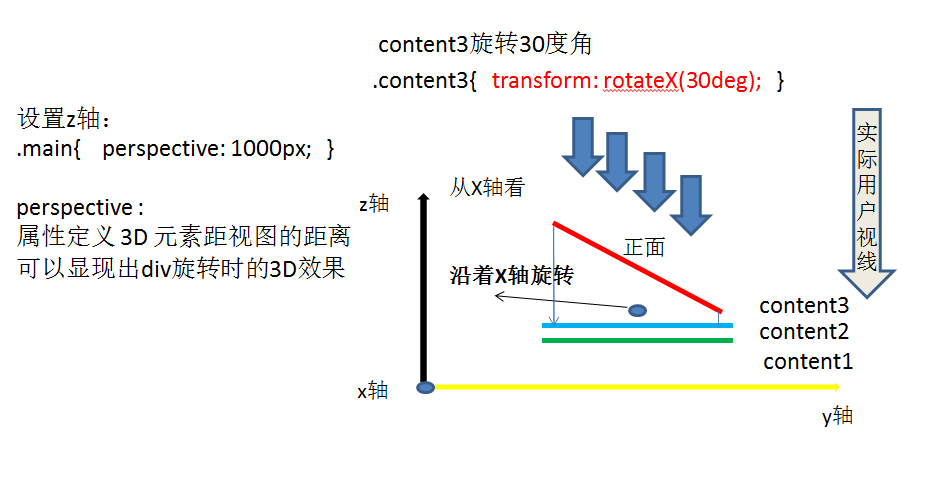 content3旋转30度角
.content3{ transform: rotateX(30deg); }
设置z轴：
.main{ perspective: 1000px; }
perspective :
属性定义 3D 元素距视图的距离
可以显现出div旋转时的3D效果
从X轴看
z轴
正面
沿着X轴旋转
实际用户视线
content3
content2
content1
x轴
y轴